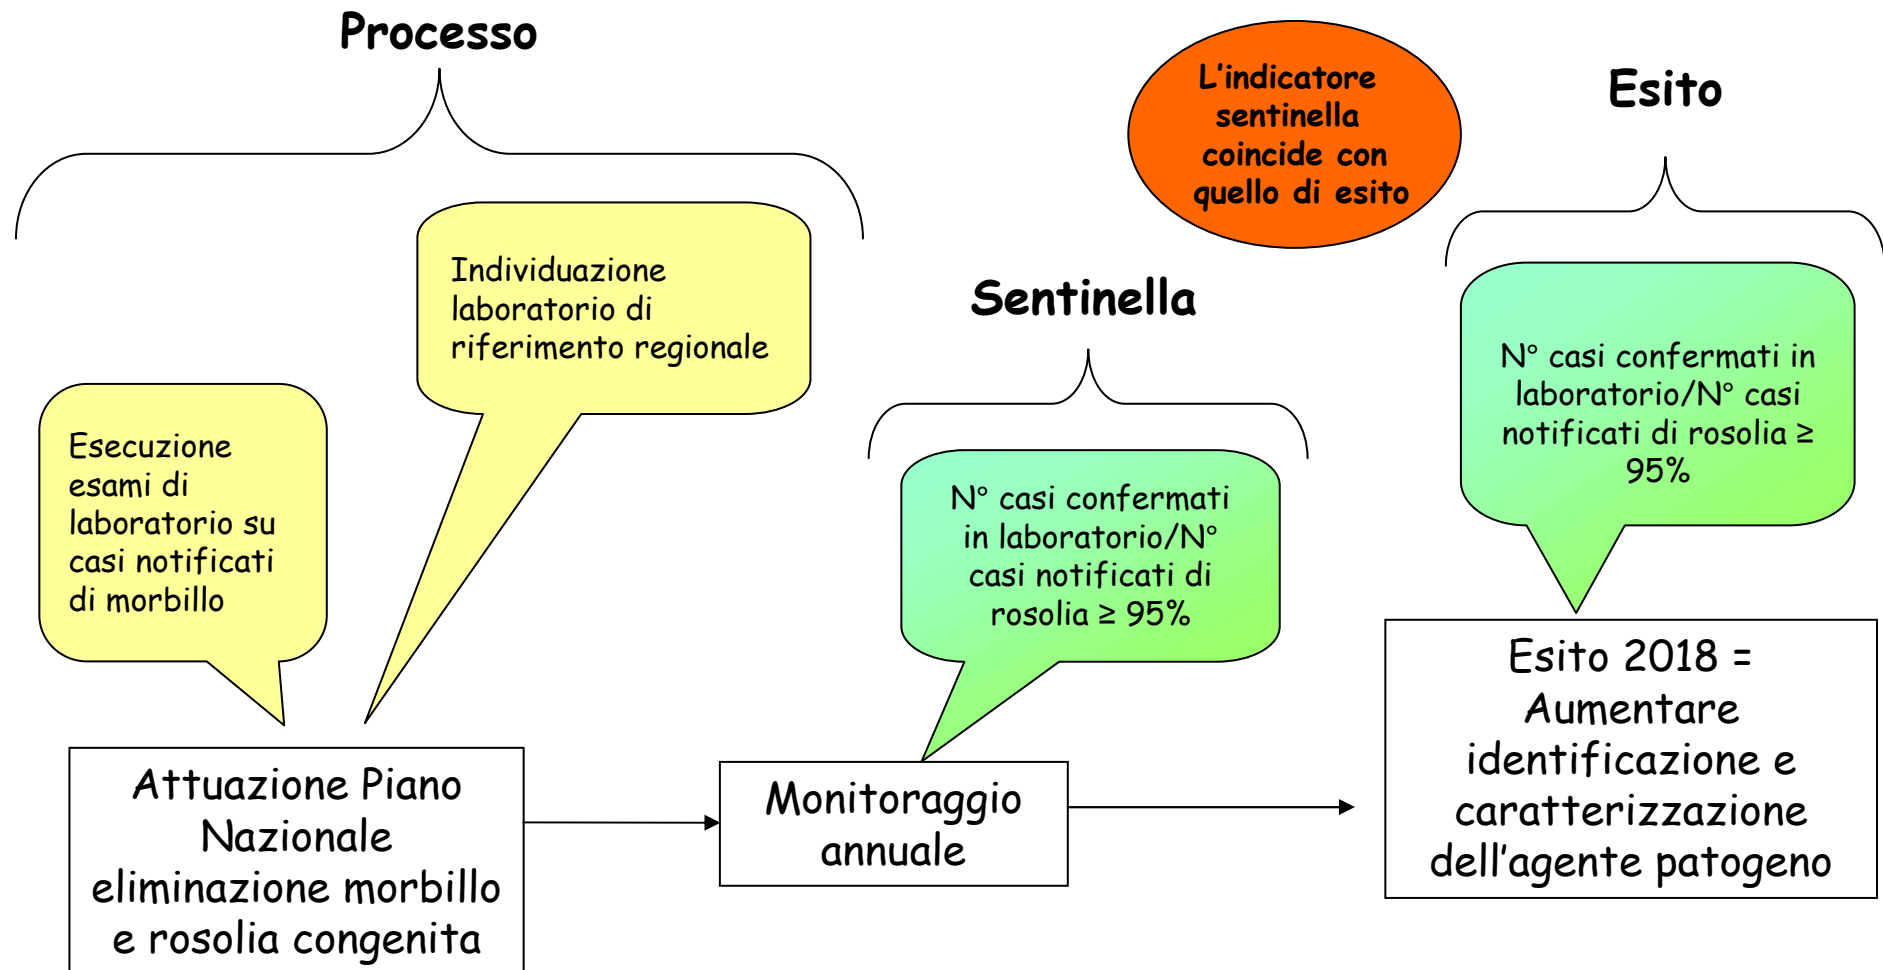 Processo
L'indicatore
sentinella
coincide con
quello di esito
Esito
Individuazione
laboratorio di
riferimento regionale
Sentinella
Esecuzione
esami di
laboratorio su
casi notificati
di morbillo
N° casi confermati
in laboratorio/N°
casi notificati di
rosolia ≥ 95%
N° casi confermati in
laboratorio/N° casi
notificati di rosolia ≥
95%
Attuazione Piano
Nazionale
eliminazione morbillo
e rosolia congenita
Monitoraggio
annuale
Esito 2018 =
Aumentare
identificazione e
caratterizzazione
dell'agente patogeno